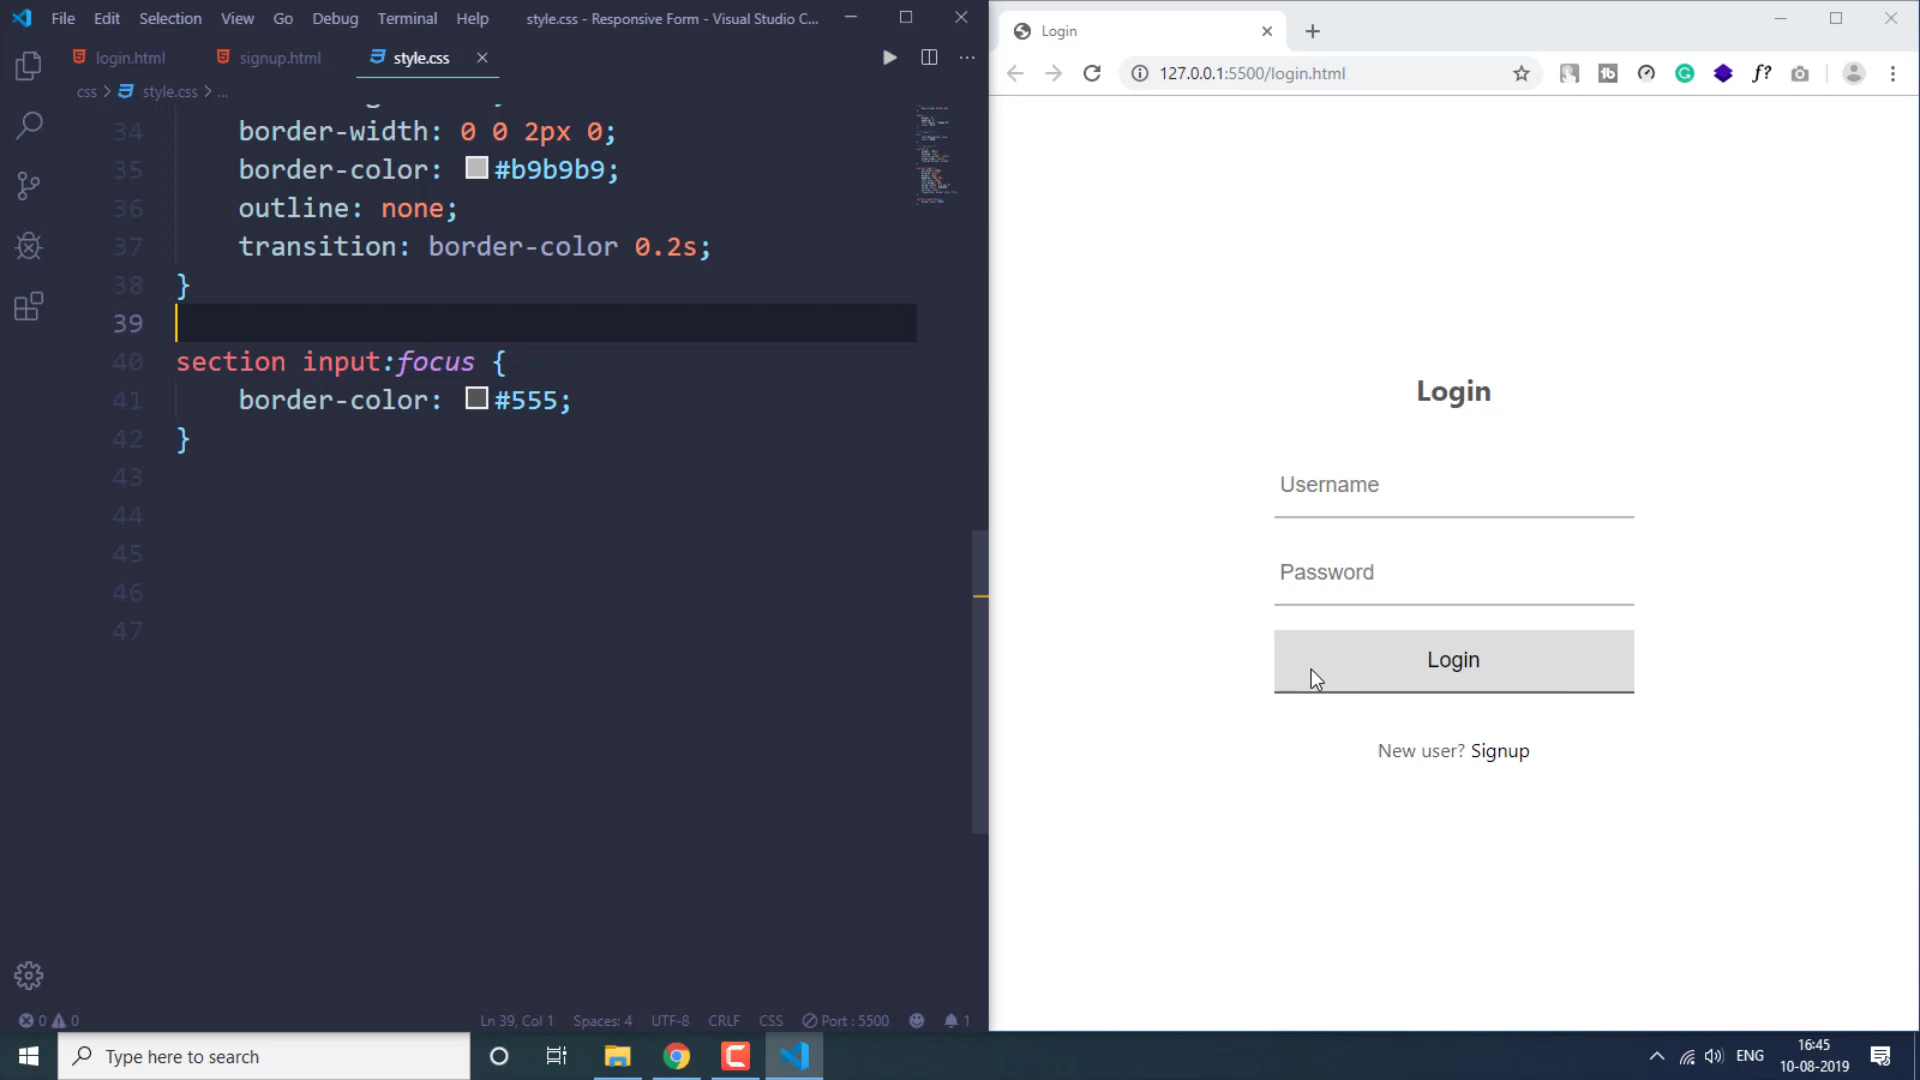 File Edit Selection View Go Debug Terminal Help style.css - Responsive Form - Visual Studio C...
login.html signup.html style.css
css > style.css > ...
34 border-width: 0 0 2px 0;
35 border-color: #b9b9b9;
36 outline: none;
37 transition: border-color 0.2s;
38 }
39
40 section input:focus {
41 border-color: #555;
42 }
43
44
45
46
47
0 0 Ln 39, Col 1 Spaces: 4 UTF-8 CRLF CSS Port : 5500 1
Login
127.0.0.1:5500/login.html
f?
Login
Username
Password
Login
New user? Signup
Type here to search
ENG
16:45
10-08-2019